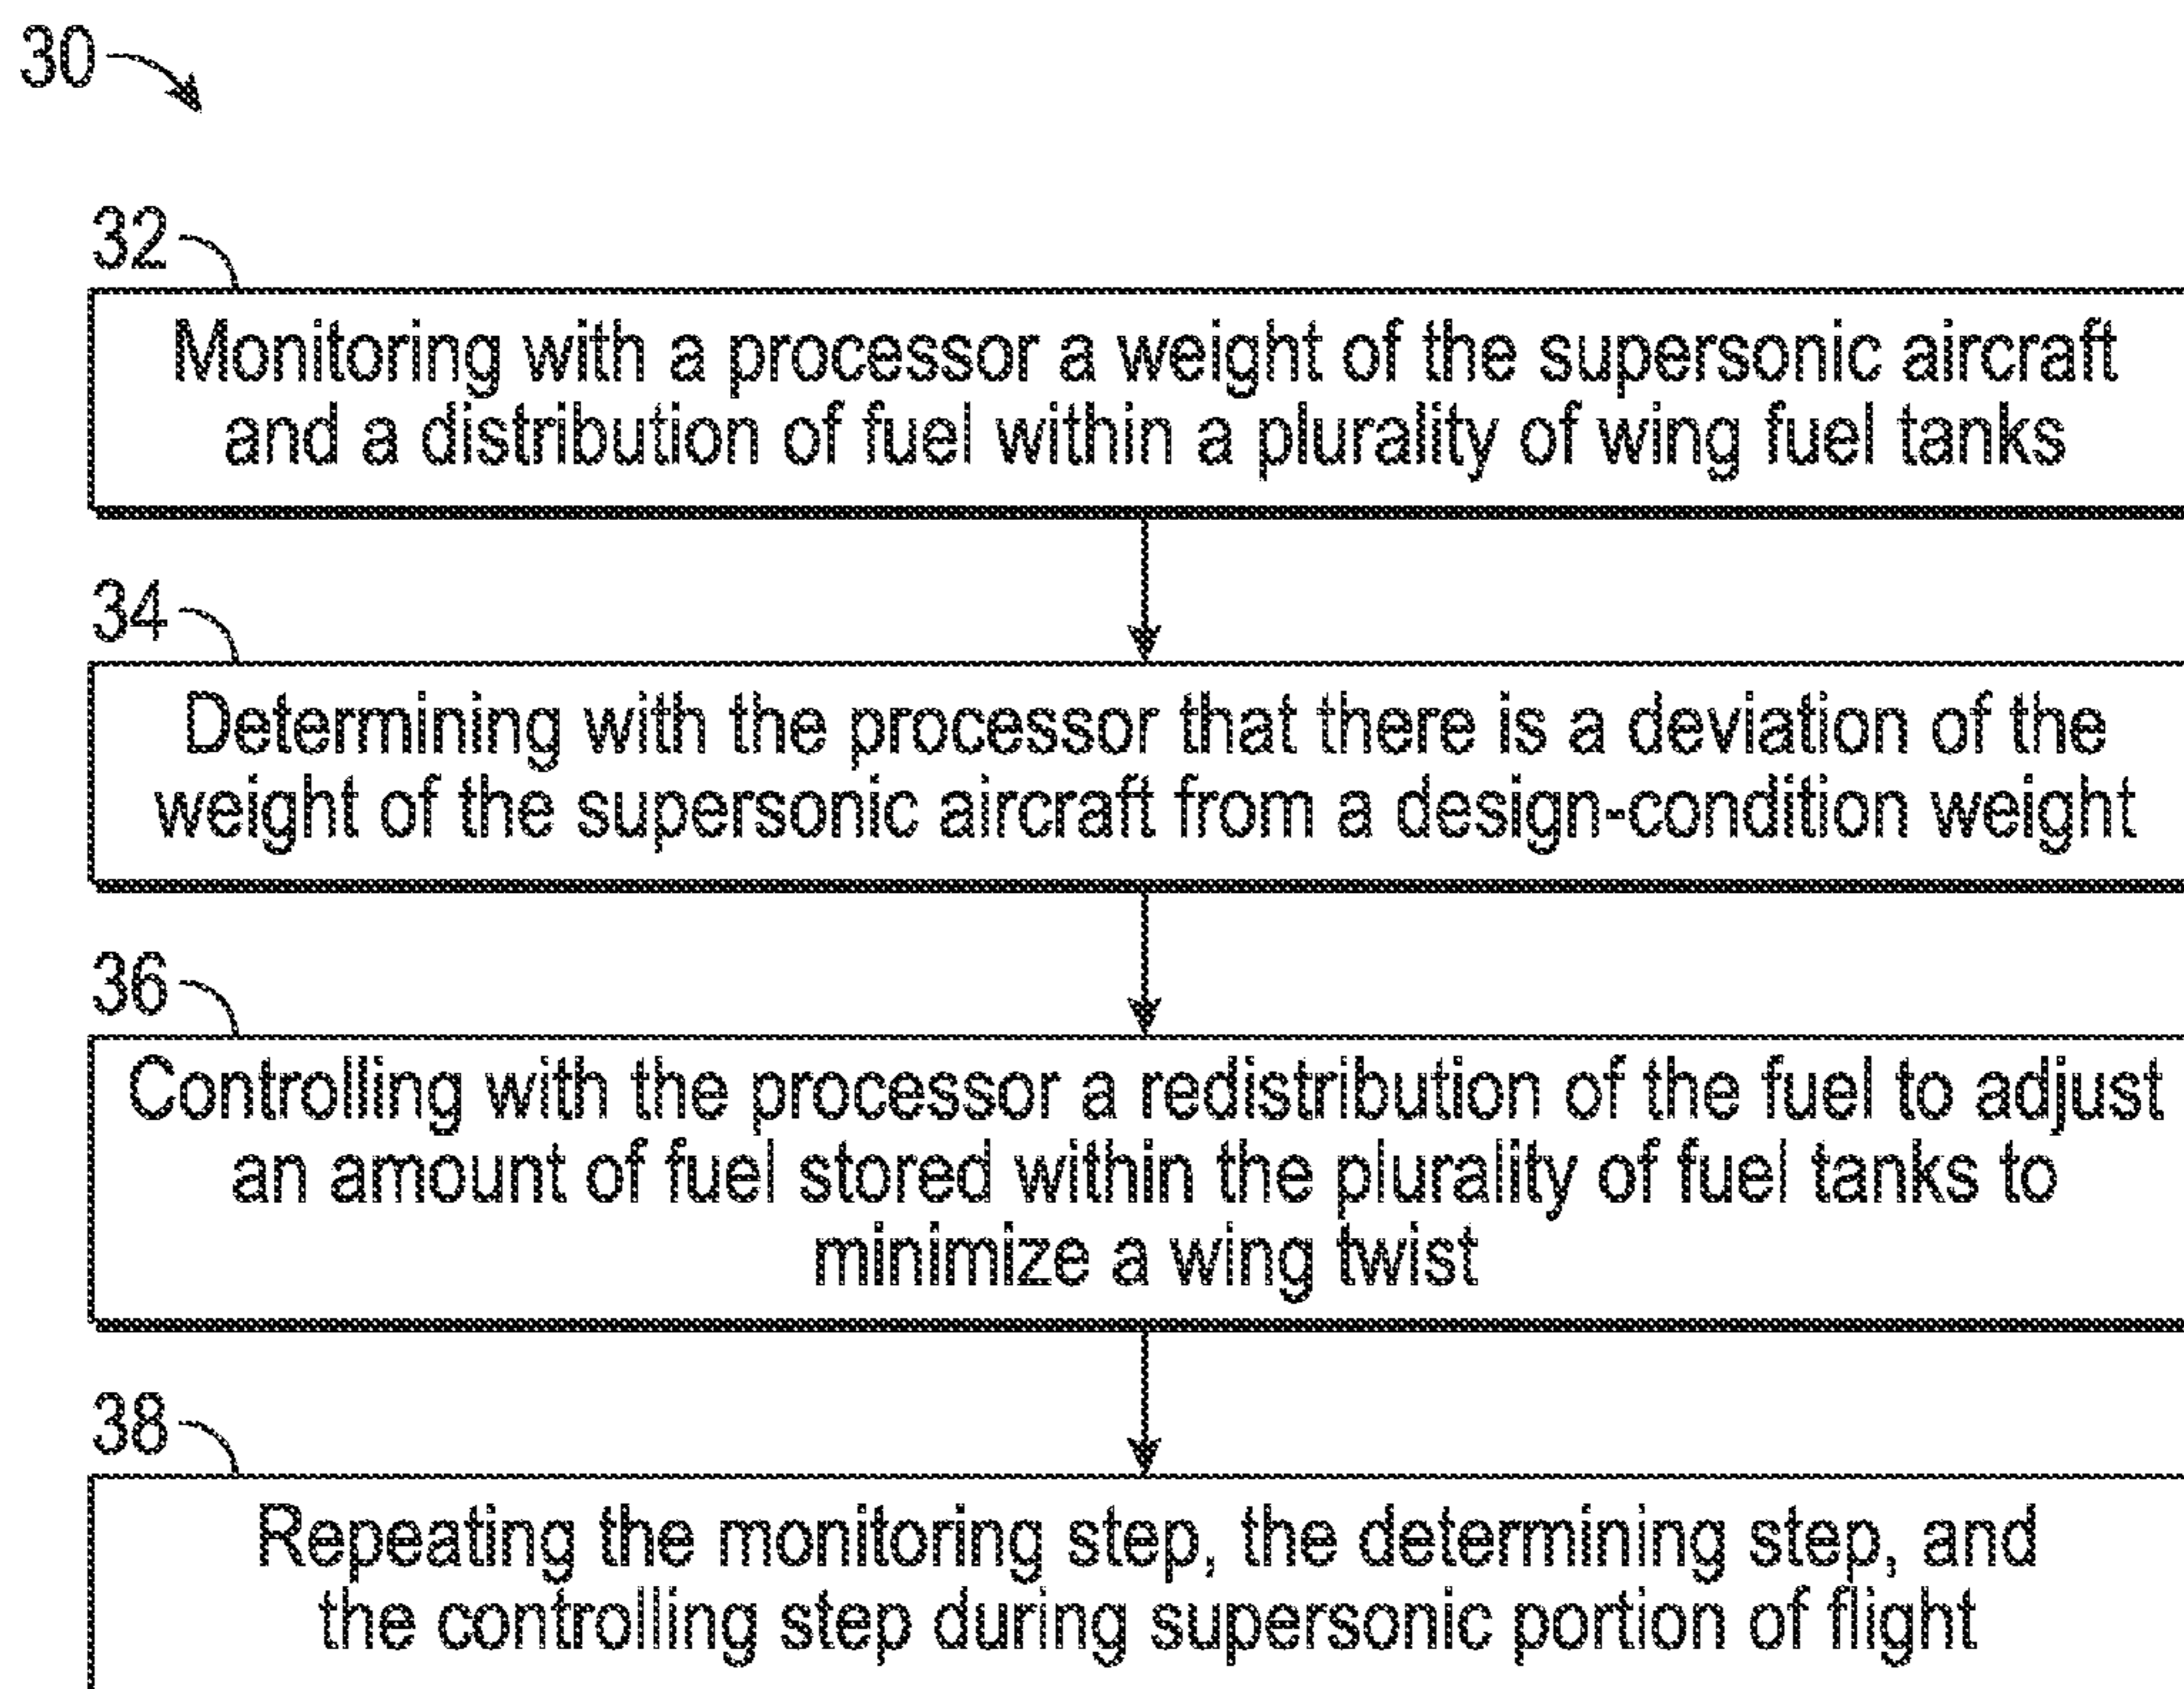 30
32
Monitoring with a processor a weight of the supersonic aircraft
and a distribution of fuel within a plurality of wing fuel tanks
34
Determining with the processor that there is a deviation of the
weight of the supersonic aircraft from a design-condition weight
36
Controlling with the processor a redistribution of the fuel to adjust
an amount of fuel stored within the plurality of fuel tanks to
minimize a wing twist
38
Repeating the monitoring step, the determining step, and
the controlling step during supersonic portion of flight